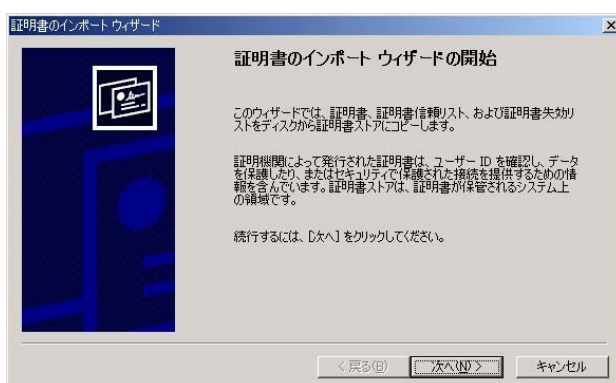 証明書のインポート ウィザード
証明書のインポート ウィザードの開始
このウィザードでは、証明書、証明書信頼リスト、および証明書失効リ
ストをディスクから証明書ストアにコピーします。
証明機関によって発行された証明書は、ユーザー ID を確認し、データ
を保護したり、またはセキュリティで保護された接続を提供するための情
報を含んでいます。証明書ストアは、証明書が保管されるシステム上
の領域です。
続行するには、[次へ] をクリックしてください。
< 戻る(B)
次へ(N) >
キャンセル